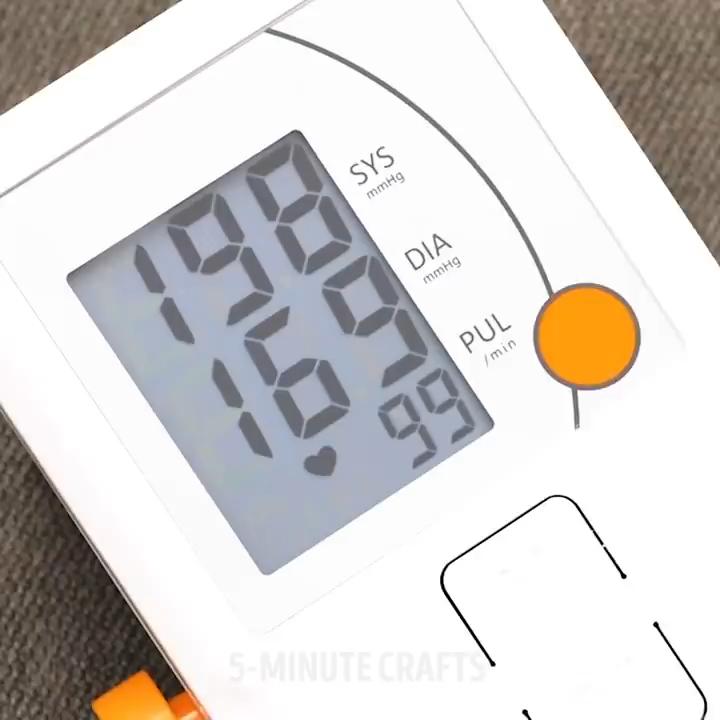 SYS
mmHg
198
DIA
mmHg
169
PUL
/min
99
5-MINUTE CRAFTS